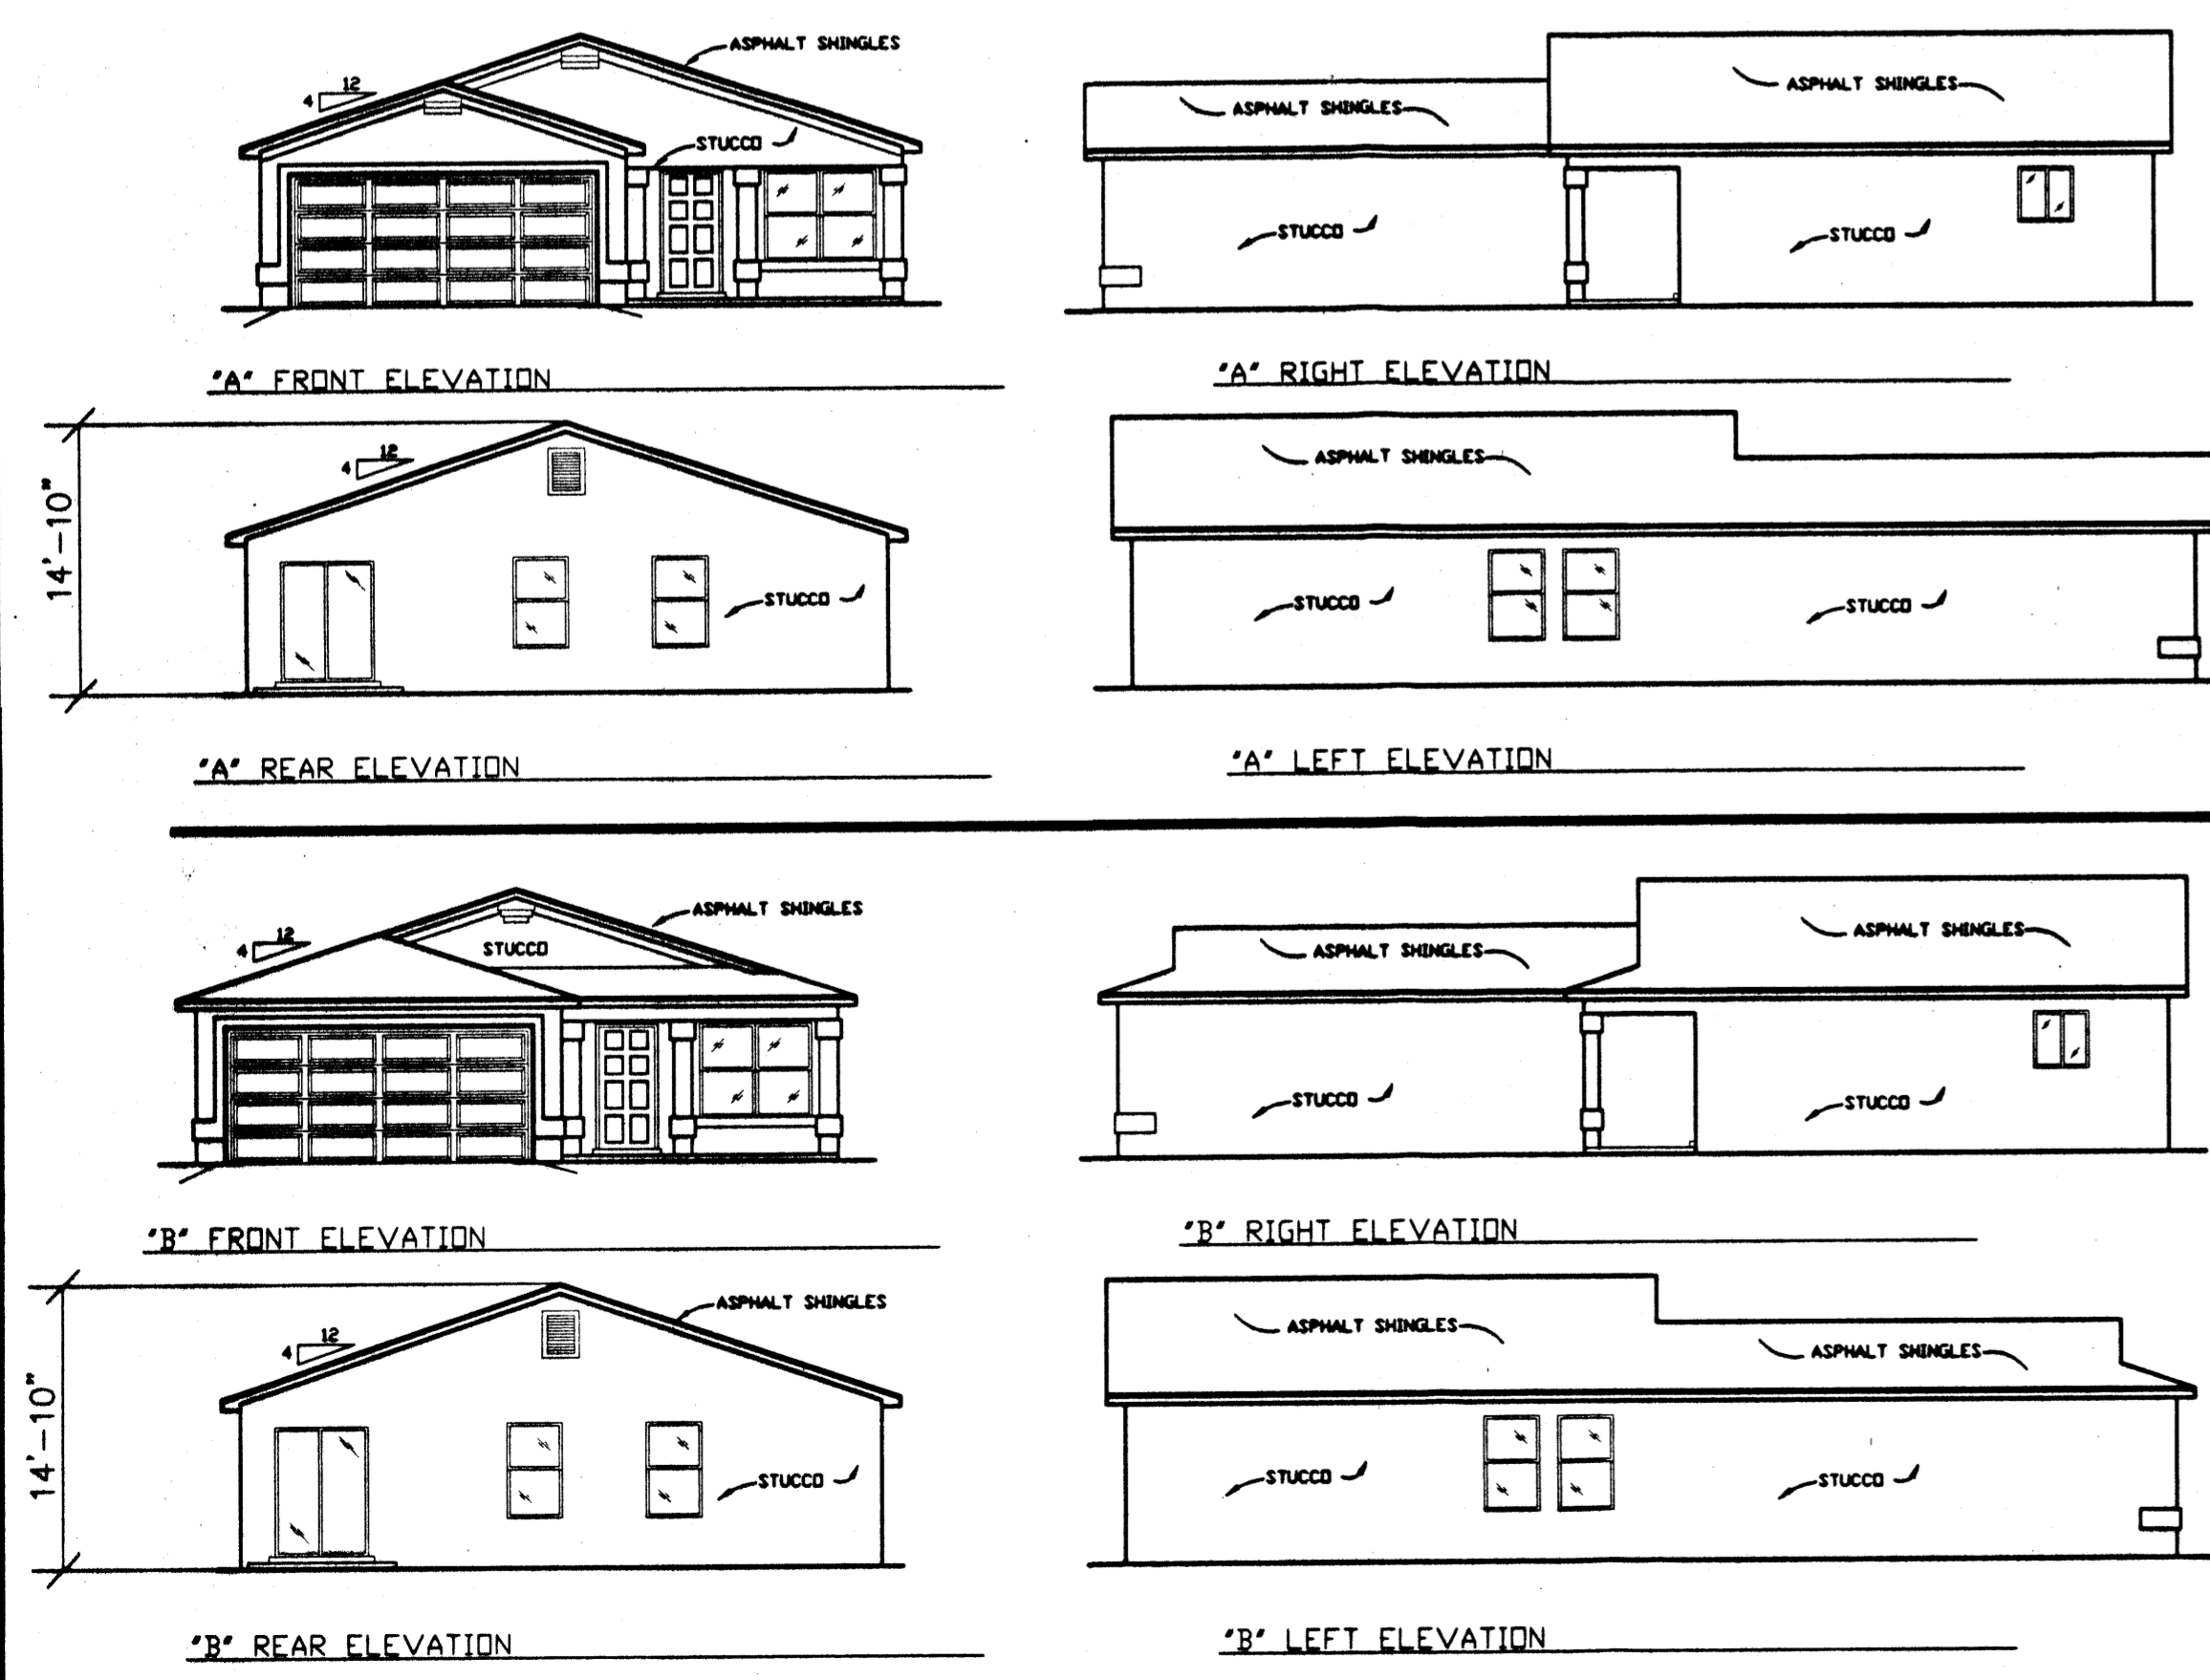 ASPHALT SHINGLES
12
4
STUCCO
"A" FRONT ELEVATION
ASPHALT SHINGLES
ASPHALT SHINGLES
STUCCO
STUCCO
"A" RIGHT ELEVATION
14'-10"
12
4
STUCCO
"A" REAR ELEVATION
ASPHALT SHINGLES
STUCCO
STUCCO
"A" LEFT ELEVATION
ASPHALT SHINGLES
12
4
STUCCO
"B" FRONT ELEVATION
ASPHALT SHINGLES
ASPHALT SHINGLES
STUCCO
STUCCO
"B" RIGHT ELEVATION
14'-10"
ASPHALT SHINGLES
12
4
STUCCO
"B" REAR ELEVATION
ASPHALT SHINGLES
ASPHALT SHINGLES
STUCCO
STUCCO
"B" LEFT ELEVATION